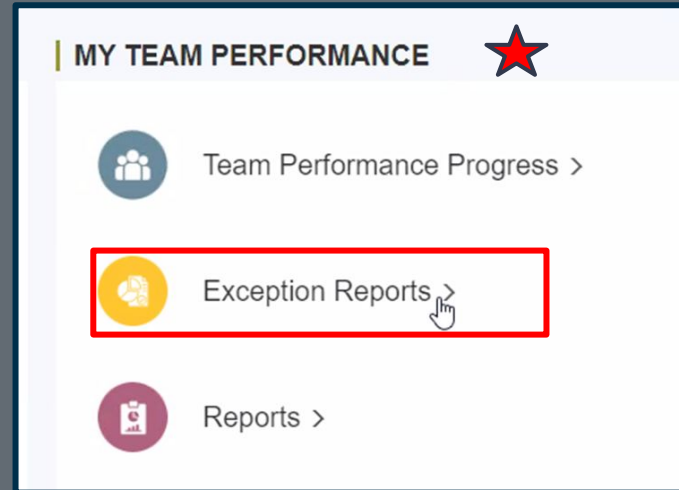 MY TEAM PERFORMANCE
Team Performance Progress >
Exception Reports >
Reports >